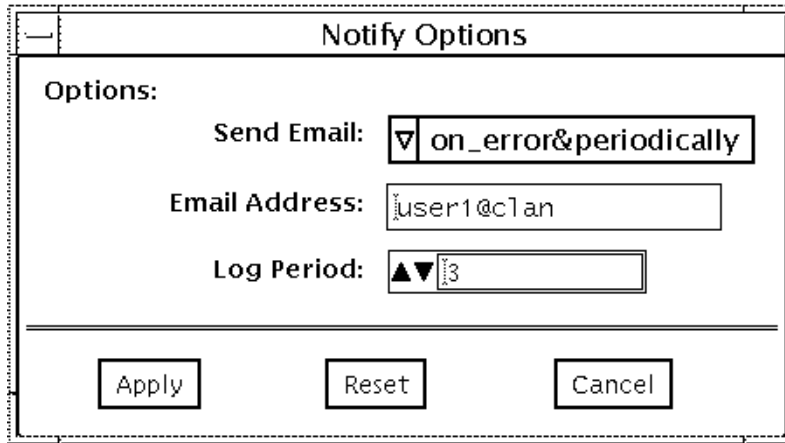 Notify Options
Options:
Send Email: on_error&periodically
Email Address: user1@clan
Log Period: 3
Apply Reset Cancel